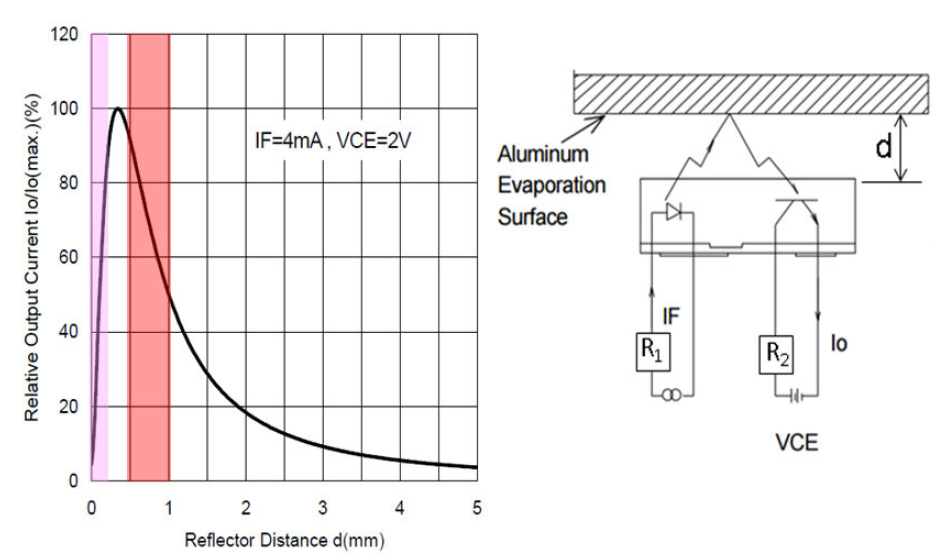 120
100
80
60
40
20
0
0 1 2 3 4 5
Relative Output Current Io/Io(max.)(%)
Reflector Distance d(mm)
IF=4mA , VCE=2V
Aluminum
Evaporation
Surface
d
IF
R1
R2
Io
VCE